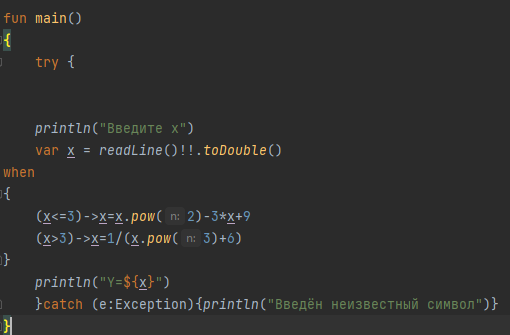 fun main()
{
try {
println("Введите x")
var x = readLine()!!.toDouble()
when
{
(x<=3)->x=x.pow( n: 2)-3*x+9
(x>3)->x=1/(x.pow( n: 3)+6)
}
println("Y=${x}")
}catch (e:Exception){println("Введён неизвестный символ")}
}